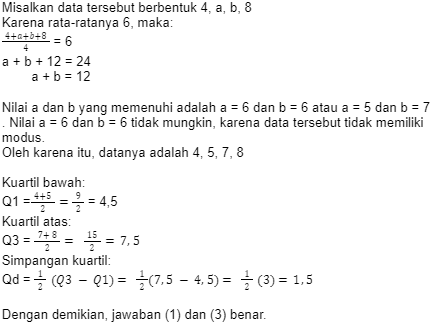 Misalkan data tersebut berbentuk 4, a, b, 8
Karena rata-ratanya 6, maka:
\frac{4+a+b+8}{4} = 6
a + b + 12 = 24
a + b = 12
Nilai a dan b yang memenuhi adalah a = 6 dan b = 6 atau a = 5 dan b = 7
. Nilai a = 6 dan b = 6 tidak mungkin, karena data tersebut tidak memiliki
modus.
Oleh karena itu, datanya adalah 4, 5, 7, 8
Kuartil bawah:
Q1 = \frac{4+5}{2} = \frac{9}{2} = 4,5
Kuartil atas:
Q3 = \frac{7+8}{2} = \frac{15}{2} = 7,5
Simpangan kuartil:
Qd = \frac{1}{2} (Q3 − Q1) = \frac{1}{2}(7,5 − 4,5) = \frac{1}{2} (3) = 1,5
Dengan demikian, jawaban (1) dan (3) benar.